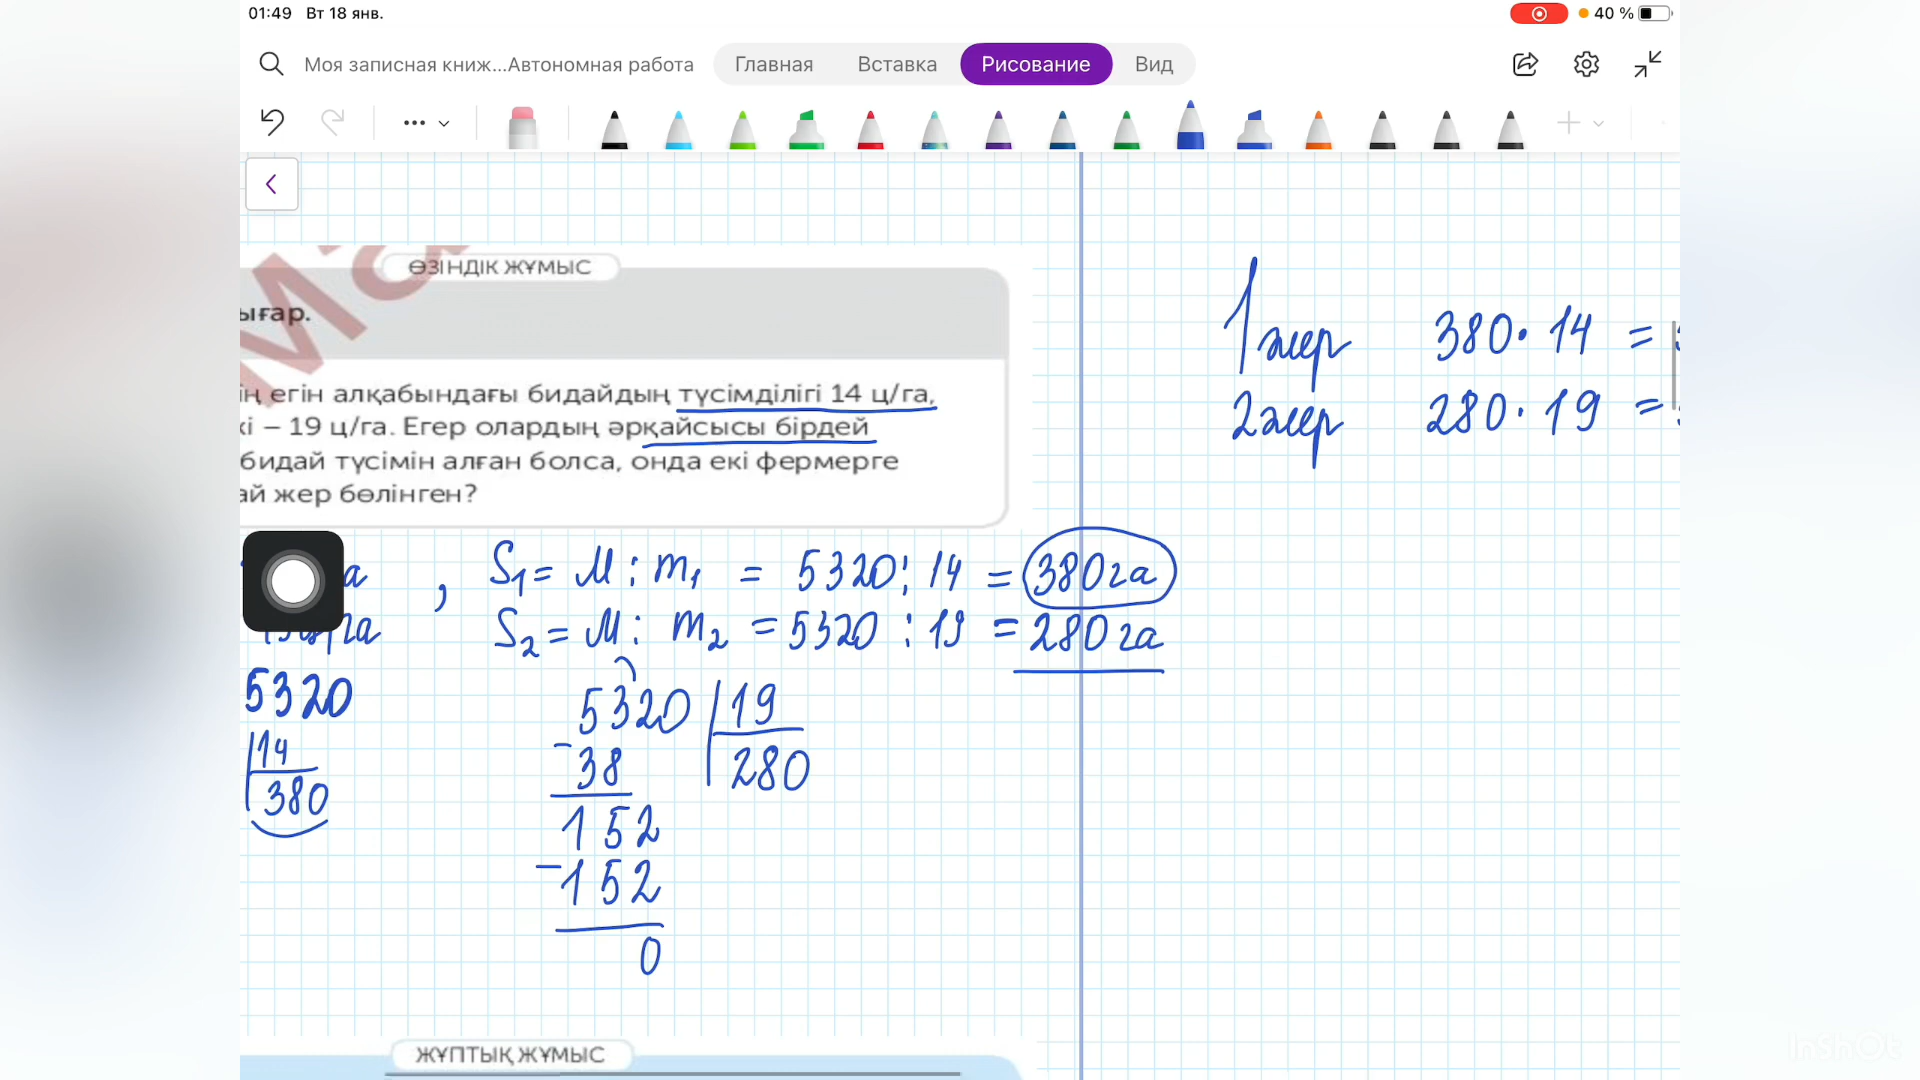 01:49 Вт 18 янв.
40 %
Моя записная книж...Автономная работа
Главная Вставка Рисование Вид
ӨЗІНДІК ЖҰМЫС
ығар.
ің егін алқабындағы бидайдың түсімділігі 14 ц/га,
кі – 19 ц/га. Егер олардың әрқайсысы бірдей
бидай түсімін алған болса, онда екі фермерге
ай жер бөлінген?
1 жер 380·14 =
2 жер 280·19 =
а , S1 = M : m1 = 5320 : 14 = 380га
/га S2 = M : m2 = 5320 : 19 = 280га
5320
14
380
5320 19
-38 280
152
-152
0
ЖҰПТЫҚ ЖҰМЫС
InShOt